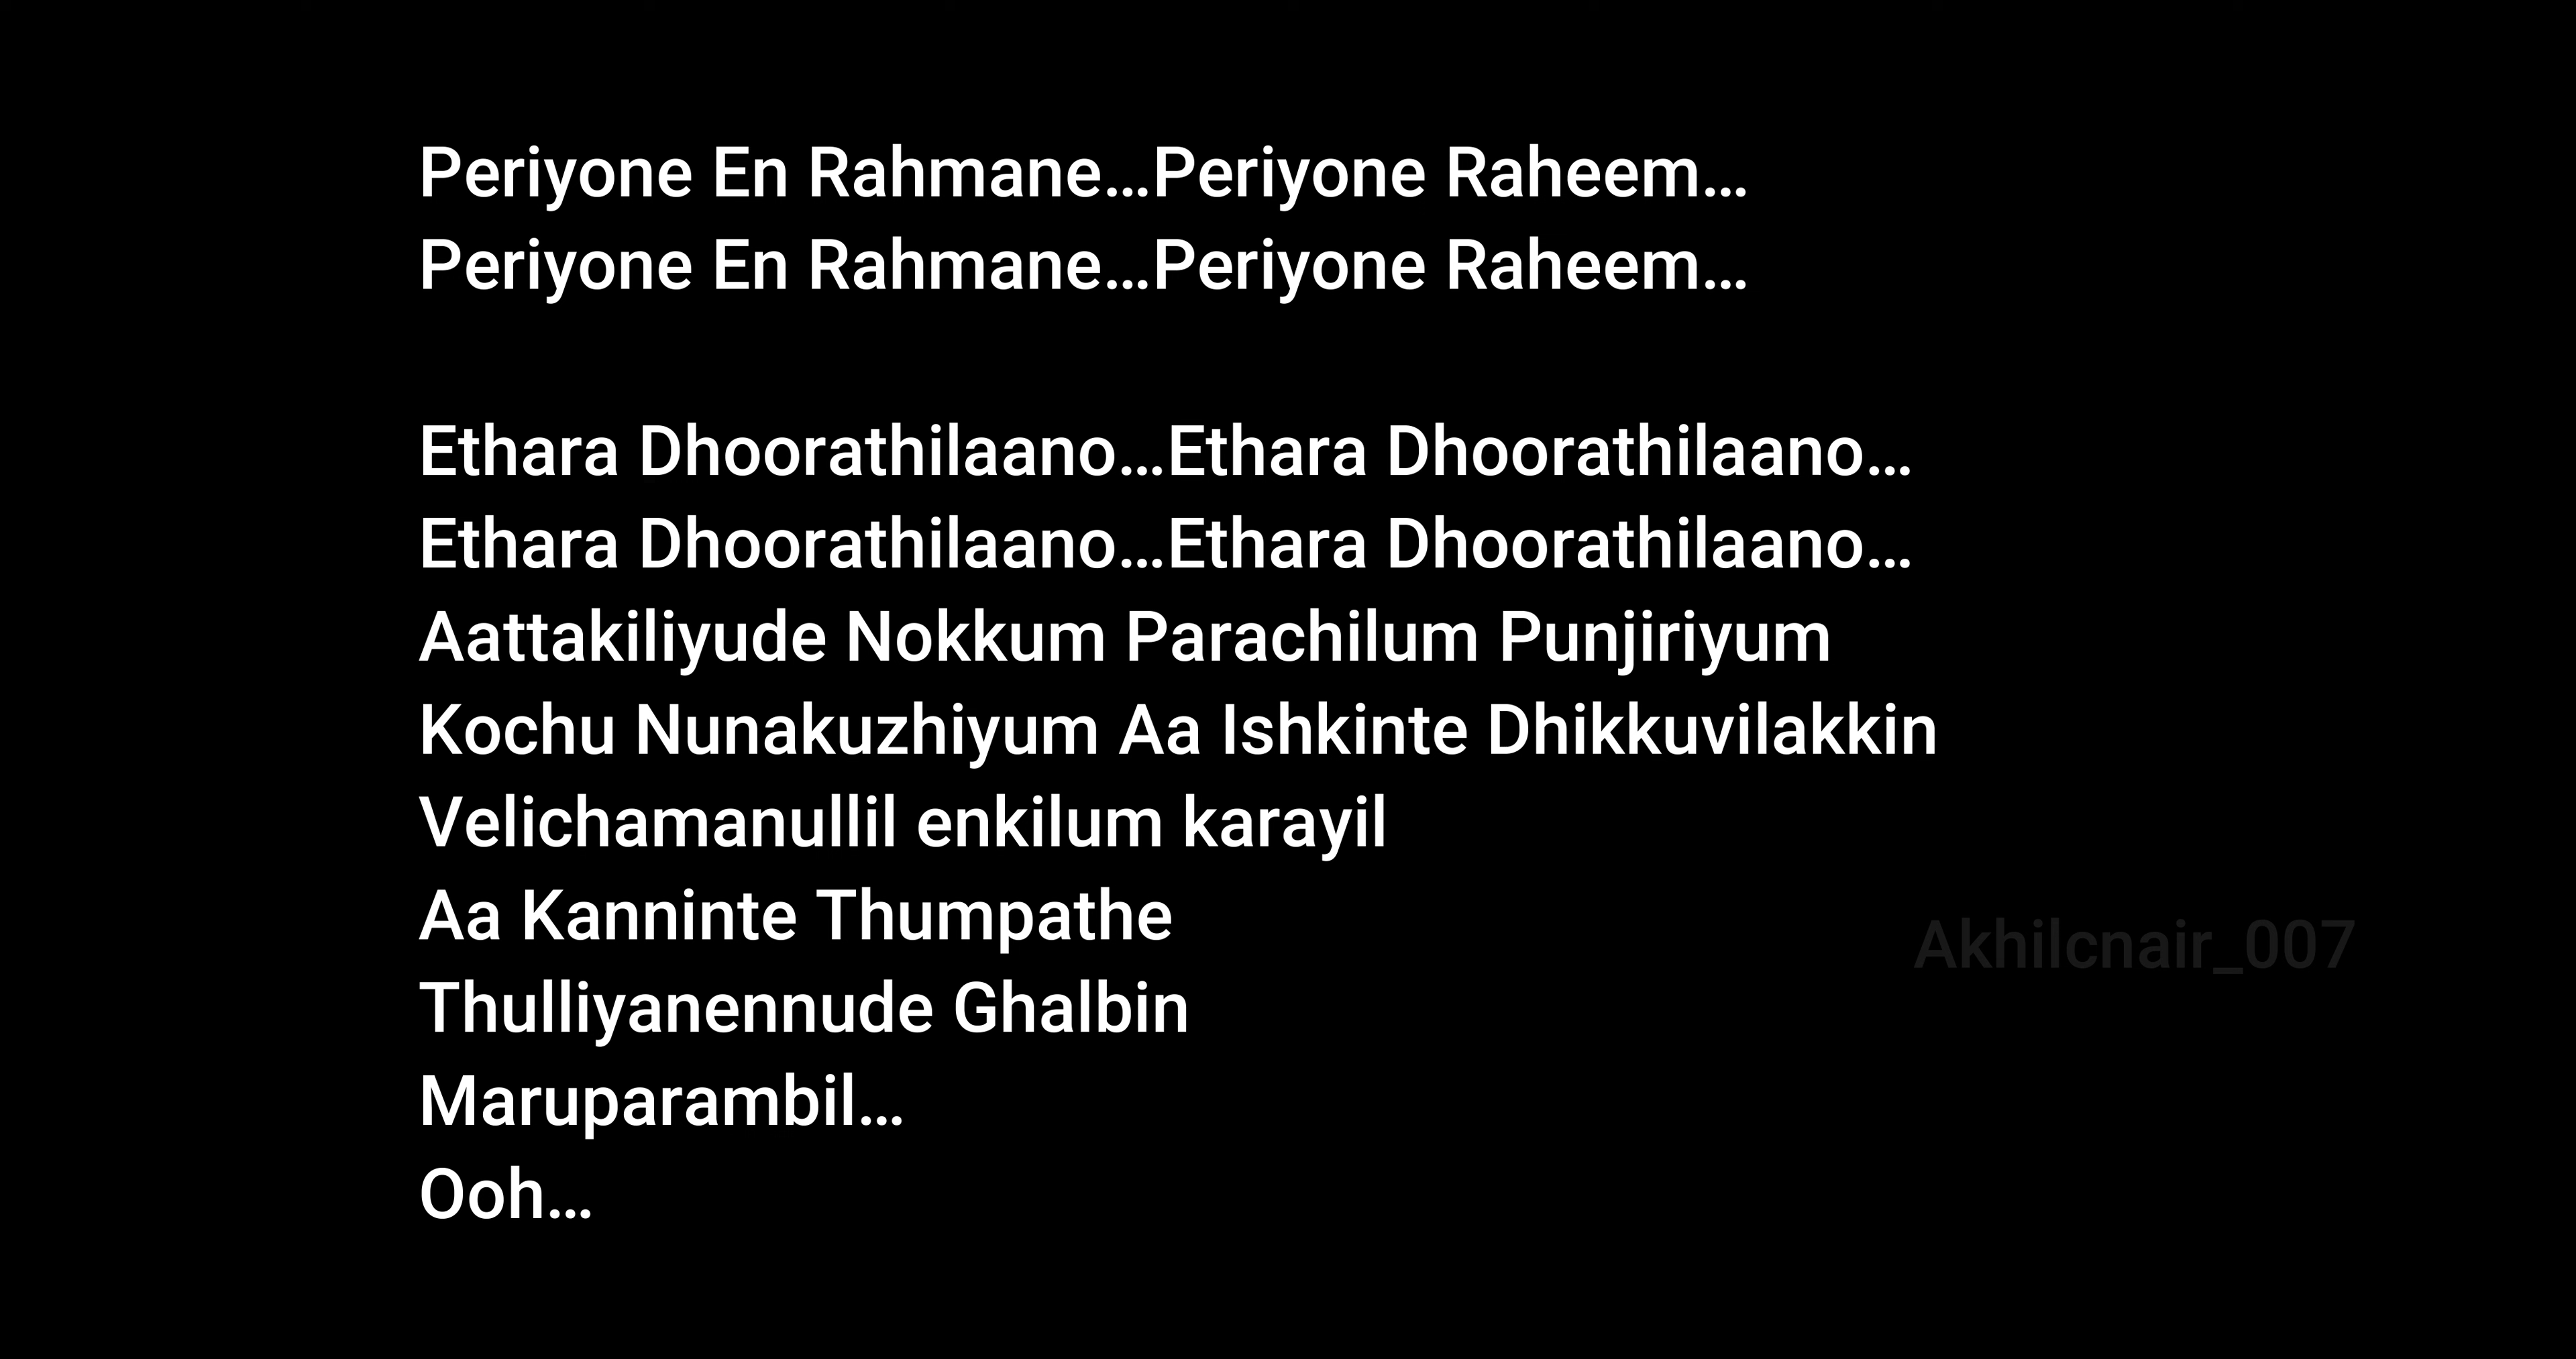 Periyone En Rahmane...Periyone Raheem...
Periyone En Rahmane...Periyone Raheem...
Ethara Dhoorathilaano...Ethara Dhoorathilaano...
Ethara Dhoorathilaano...Ethara Dhoorathilaano...
Aattakiliyude Nokkum Parachilum Punjiriyum
Kochu Nunakuzhiyum Aa Ishkinte Dhikkuvilakkin
Velichamanullil enkilum karayil
Aa Kanninte Thumpathe
Thulliyanennude Ghalbin
Maruparambil...
Ooh...
Akhilcnair_007